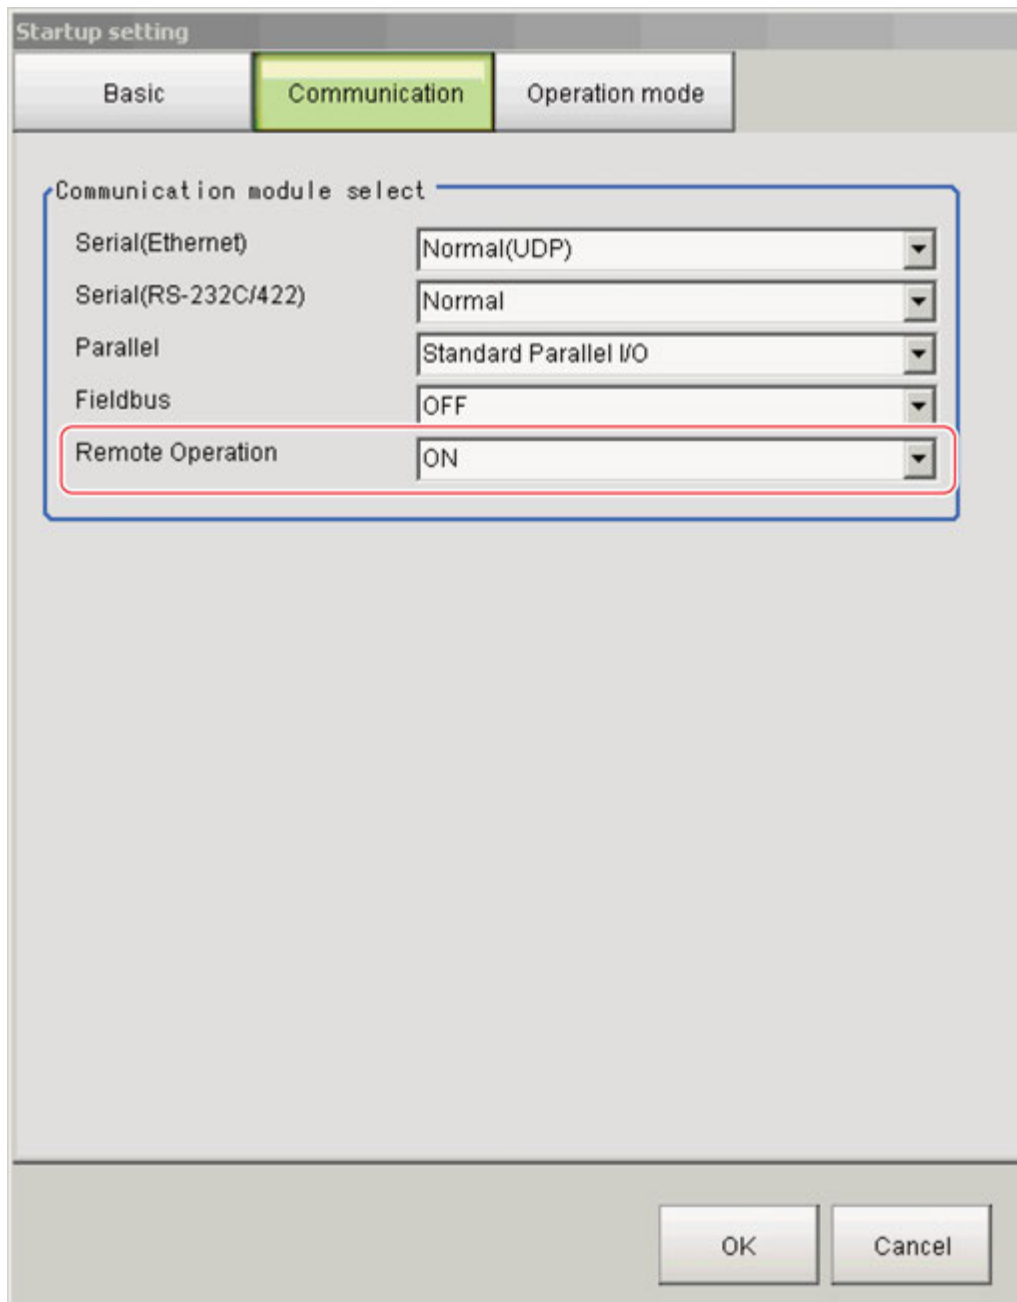 Startup setting
Basic Communication Operation mode
Communication module select
Serial(Ethernet) Normal(UDP)
Serial(RS-232C/422) Normal
Parallel Standard Parallel I/O
Fieldbus OFF
Remote Operation ON
OK Cancel